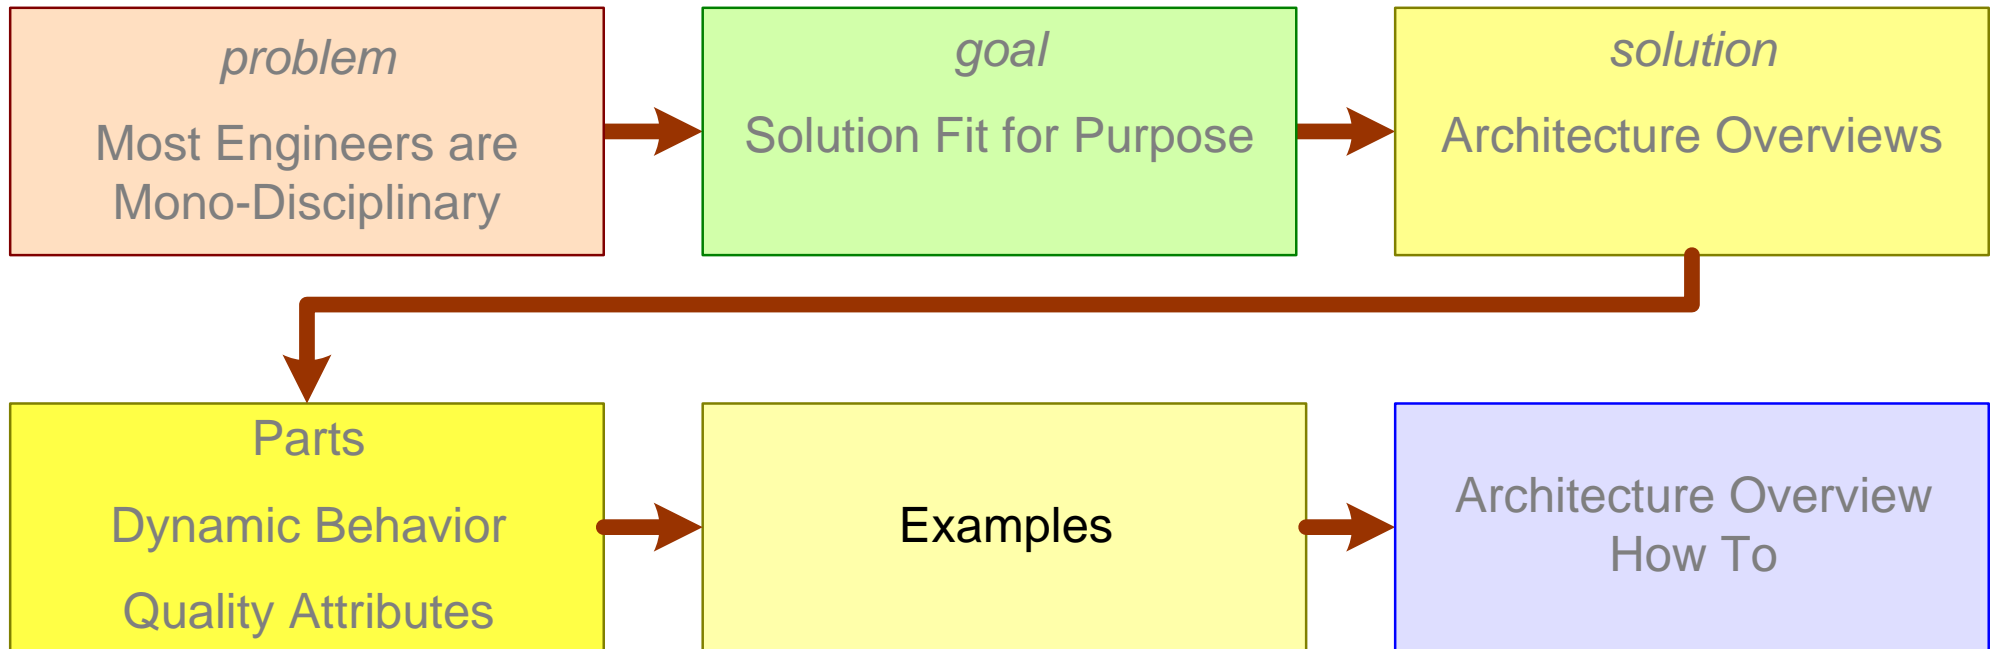 problem
Most Engineers are
Mono-Disciplinary
goal
Solution Fit for Purpose
solution
Architecture Overviews
Parts
Dynamic Behavior
Quality Attributes
Examples
Architecture Overview
How To